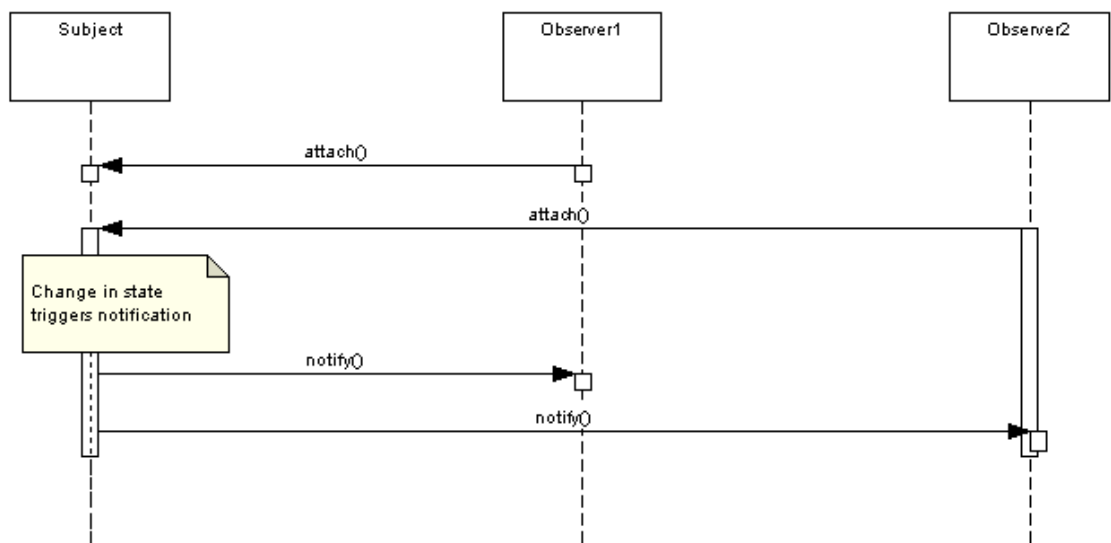 Subject
Observer1
Observer2
attach()
attach()
Change in state
triggers notification
notify()
notify()